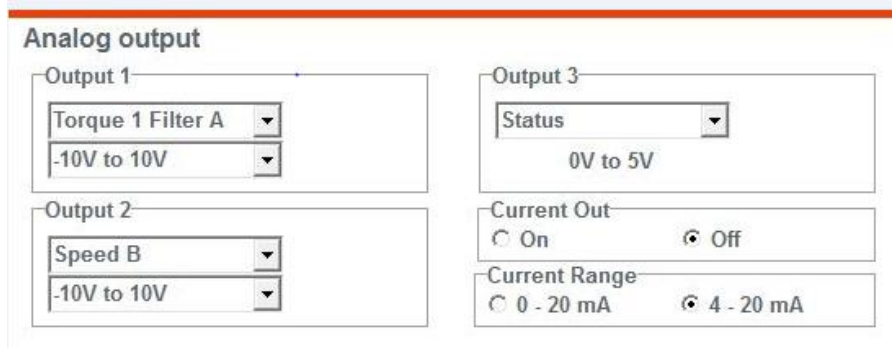 Analog output
Output 1
Torque 1 Filter A
-10V to 10V
Output 2
Speed B
-10V to 10V
Output 3
Status
0V to 5V
Current Out
On
Off
Current Range
0 - 20 mA
4 - 20 mA